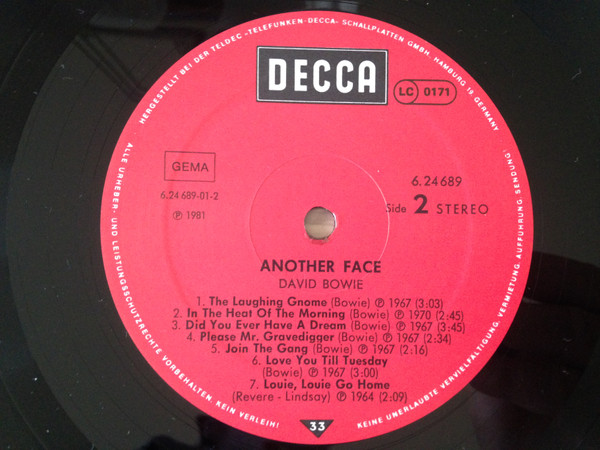 HERGESTELLT BEI DER TELDEC »TELEFUNKEN-DECCA« SCHALLPLATTEN GMBH. HAMBURG 19, GERMANY
DECCA
LC 0171
GEMA
6.24 689-01-2
℗ 1981
6.24 689
Side 2 STEREO
ANOTHER FACE
DAVID BOWIE
1. The Laughing Gnome (Bowie) ℗ 1967 (3:03)
2. In The Heat Of The Morning (Bowie) ℗ 1970 (2:45)
3. Did You Ever Have A Dream (Bowie) ℗ 1967 (3:45)
4. Please Mr. Gravedigger (Bowie) ℗ 1967 (2:34)
5. Join The Gang (Bowie) ℗ 1967 (2:16)
6. Love You Till Tuesday
(Bowie) ℗ 1967 (3:00)
7. Louie, Louie Go Home
(Revere - Lindsay) ℗ 1964 (2:09)
33
ALLE URHEBER- UND LEISTUNGSSCHUTZRECHTE VORBEHALTEN. KEIN VERLEIH!
KEINE UNERLAUBTE VERVIELFÄLTIGUNG, VERMIETUNG, AUFFÜHRUNG, SENDUNG!